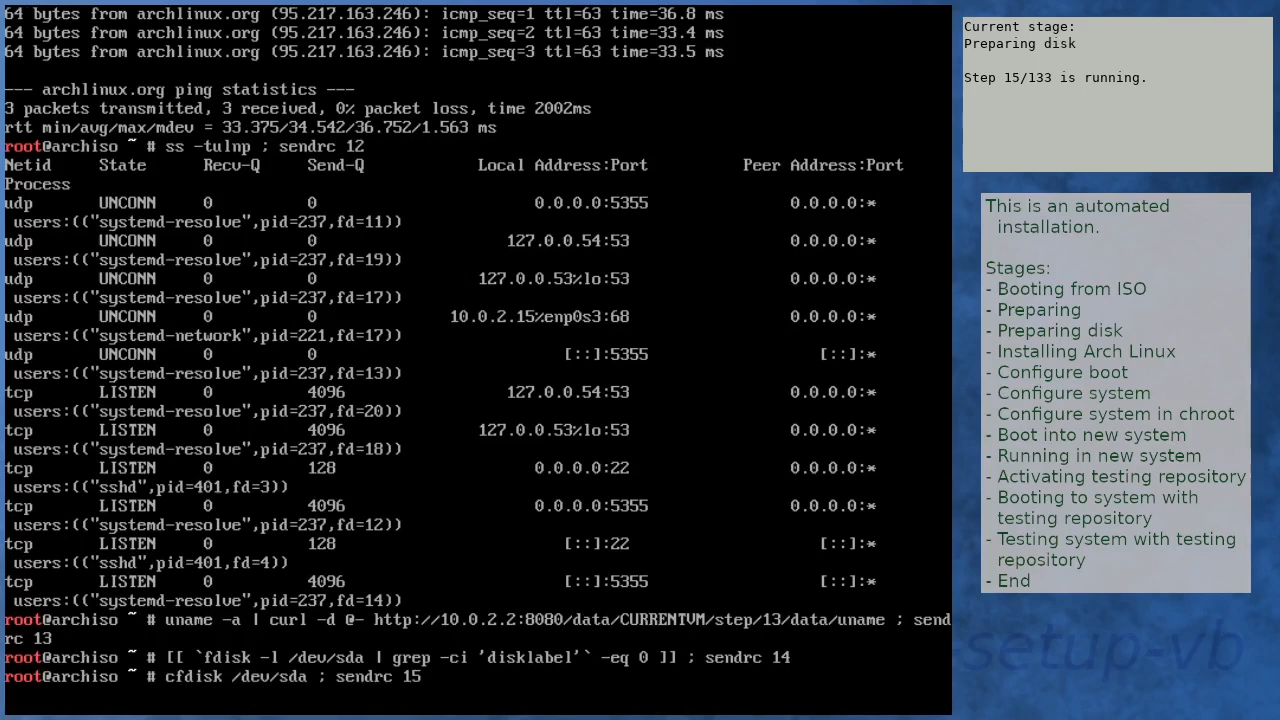 64 bytes from archlinux.org (95.217.163.246): icmp_seq=1 ttl=63 time=36.8 ms
64 bytes from archlinux.org (95.217.163.246): icmp_seq=2 ttl=63 time=33.4 ms
64 bytes from archlinux.org (95.217.163.246): icmp_seq=3 ttl=63 time=33.5 ms

--- archlinux.org ping statistics ---
3 packets transmitted, 3 received, 0% packet loss, time 2002ms
rtt min/avg/max/mdev = 33.375/34.542/36.752/1.563 ms
root@archiso ~ # ss -tulnp ; sendrc 12
Netid State Recv-Q Send-Q Local Address:Port Peer Address:Port
Process
udp UNCONN 0 0 0.0.0.0:5355 0.0.0.0:*
users:(("systemd-resolve",pid=237,fd=11))
udp UNCONN 0 0 127.0.0.54:53 0.0.0.0:*
users:(("systemd-resolve",pid=237,fd=19))
udp UNCONN 0 0 127.0.0.53%lo:53 0.0.0.0:*
users:(("systemd-resolve",pid=237,fd=17))
udp UNCONN 0 0 10.0.2.15%enp0s3:68 0.0.0.0:*
users:(("systemd-network",pid=221,fd=17))
udp UNCONN 0 0 [::]:5355 [::]:*
users:(("systemd-resolve",pid=237,fd=13))
tcp LISTEN 0 4096 127.0.0.54:53 0.0.0.0:*
users:(("systemd-resolve",pid=237,fd=20))
tcp LISTEN 0 4096 127.0.0.53%lo:53 0.0.0.0:*
users:(("systemd-resolve",pid=237,fd=18))
tcp LISTEN 0 128 0.0.0.0:22 0.0.0.0:*
users:(("sshd",pid=401,fd=3))
tcp LISTEN 0 4096 0.0.0.0:5355 0.0.0.0:*
users:(("systemd-resolve",pid=237,fd=12))
tcp LISTEN 0 128 [::]:22 [::]:*
users:(("sshd",pid=401,fd=4))
tcp LISTEN 0 4096 [::]:5355 [::]:*
users:(("systemd-resolve",pid=237,fd=14))
root@archiso ~ # uname -a | curl -d @- http://10.0.2.2:8080/data/CURRENTVM/step/13/data/uname ; send
rc 13
root@archiso ~ # [[ `fdisk -l /dev/sda | grep -ci 'disklabel'` -eq 0 ]] ; sendrc 14
root@archiso ~ # cfdisk /dev/sda ; sendrc 15
Current stage:
Preparing disk

Step 15/133 is running.
This is an automated
installation.

Stages:
- Booting from ISO
- Preparing
- Preparing disk
- Installing Arch Linux
- Configure boot
- Configure system
- Configure system in chroot
- Boot into new system
- Running in new system
- Activating testing repository
- Booting to system with
testing repository
- Testing system with testing
repository
- End
setup-vb